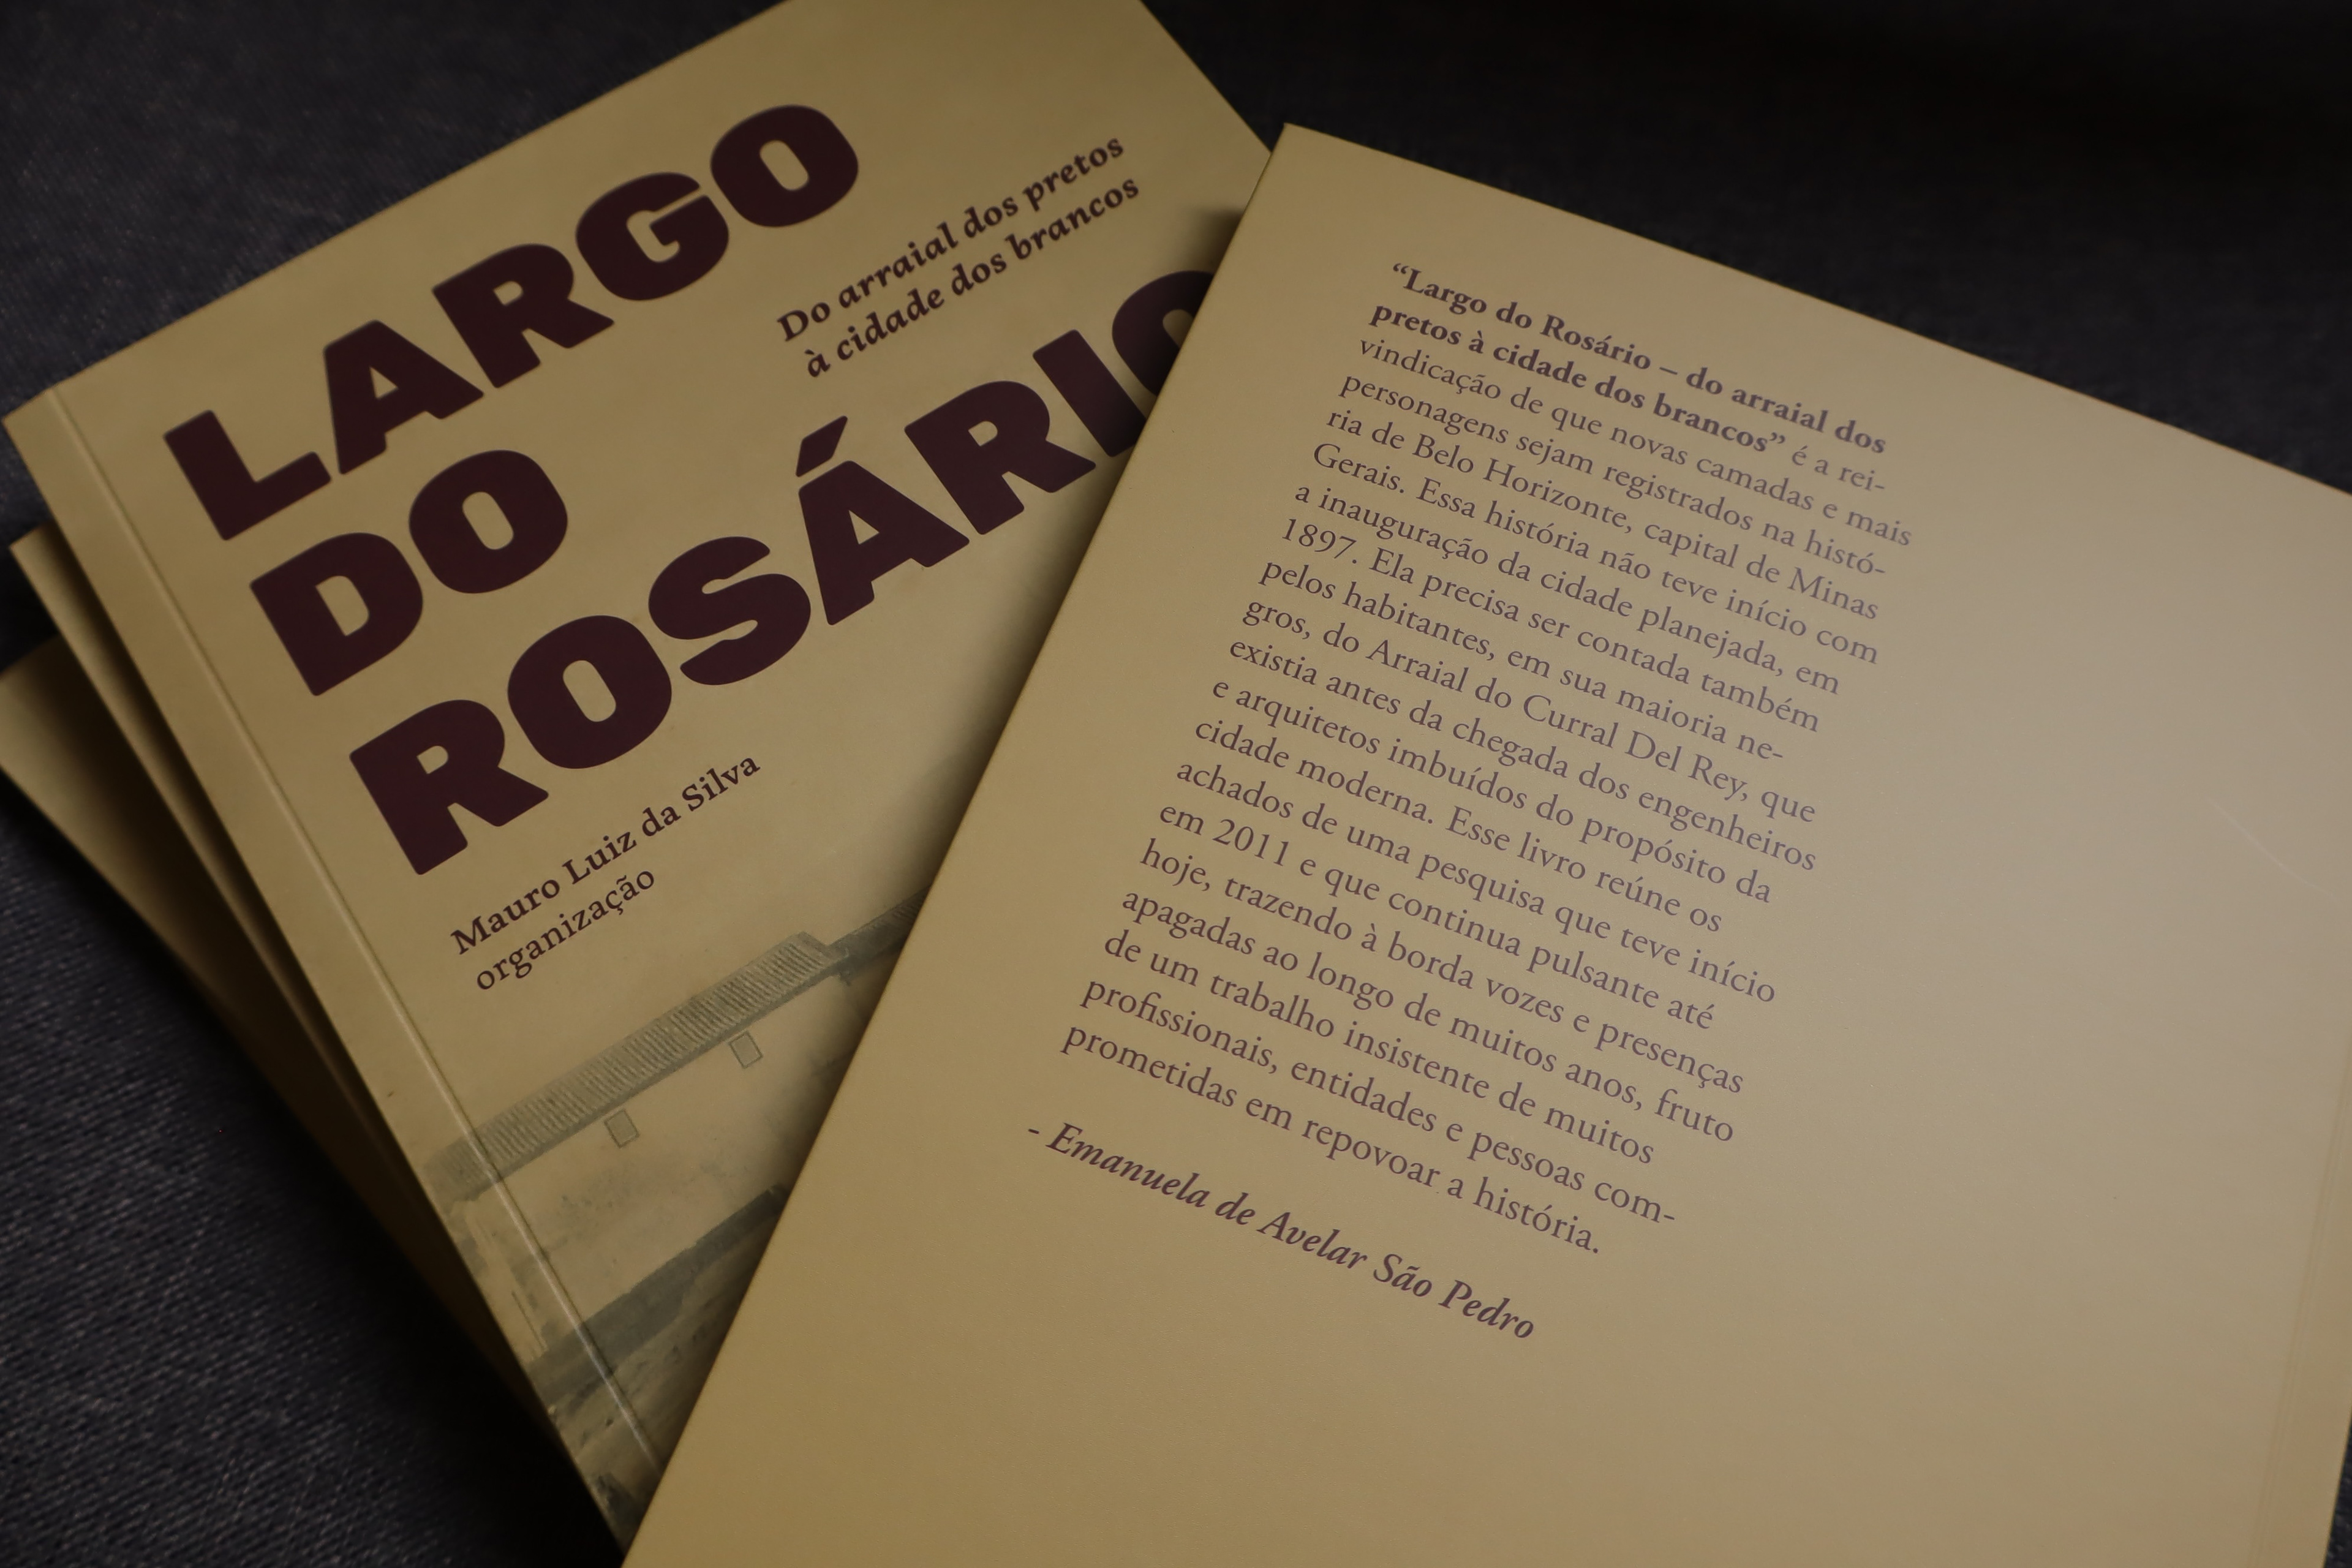 LARGO
Do arraial dos pretos
à cidade dos brancos
DO
ROSÁRIO
Mauro Luiz da Silva
organização
“Largo do Rosário – do arraial dos
pretos à cidade dos brancos” é a rei-
vindicação de que novas camadas e mais
personagens sejam registrados na histó-
ria de Belo Horizonte, capital de Minas
Gerais. Essa história não teve início com
a inauguração da cidade planejada, em
1897. Ela precisa ser contada também
pelos habitantes, em sua maioria ne-
gros, do Arraial do Curral Del Rey, que
existia antes da chegada dos engenheiros
e arquitetos imbuídos do propósito da
cidade moderna. Esse livro reúne os
achados de uma pesquisa que teve início
em 2011 e que continua pulsante até
hoje, trazendo à borda vozes e presenças
apagadas ao longo de muitos anos, fruto
de um trabalho insistente de muitos
profissionais, entidades e pessoas com-
prometidas em repovoar a história.
- Emanuela de Avelar São Pedro